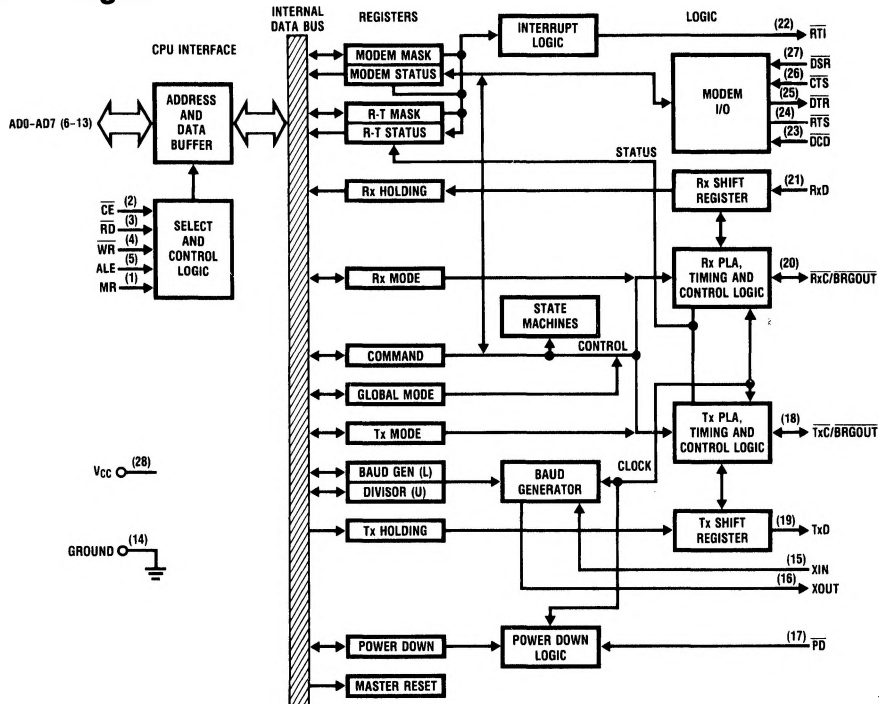 INTERNAL
DATA BUS
REGISTERS
LOGIC
CPU INTERFACE
AD0-AD7 (6-13)
ADDRESS
AND
DATA
BUFFER
CE (2)
RD (3)
WR (4)
ALE (5)
MR (1)
SELECT
AND
CONTROL
LOGIC
VCC (28)
GROUND (14)
MODEM MASK
MODEM STATUS
R-T MASK
R-T STATUS
Rx HOLDING
Rx MODE
COMMAND
GLOBAL MODE
Tx MODE
BAUD GEN (L)
DIVISOR (U)
Tx HOLDING
POWER DOWN
MASTER RESET
INTERRUPT
LOGIC
STATUS
STATE
MACHINES
CONTROL
BAUD
GENERATOR
CLOCK
POWER DOWN
LOGIC
MODEM
I/O
Rx SHIFT
REGISTER
Rx PLA,
TIMING AND
CONTROL LOGIC
Tx PLA,
TIMING AND
CONTROL LOGIC
Tx SHIFT
REGISTER
(22) RTI
(27) DSR
(26) CTS
(25) DTR
(24) RTS
(23) DCD
(21) RxD
(20) RxC/BRGOUT
(18) TxC/BRGOUT
(19) TxD
(15) XIN
(16) XOUT
(17) PD